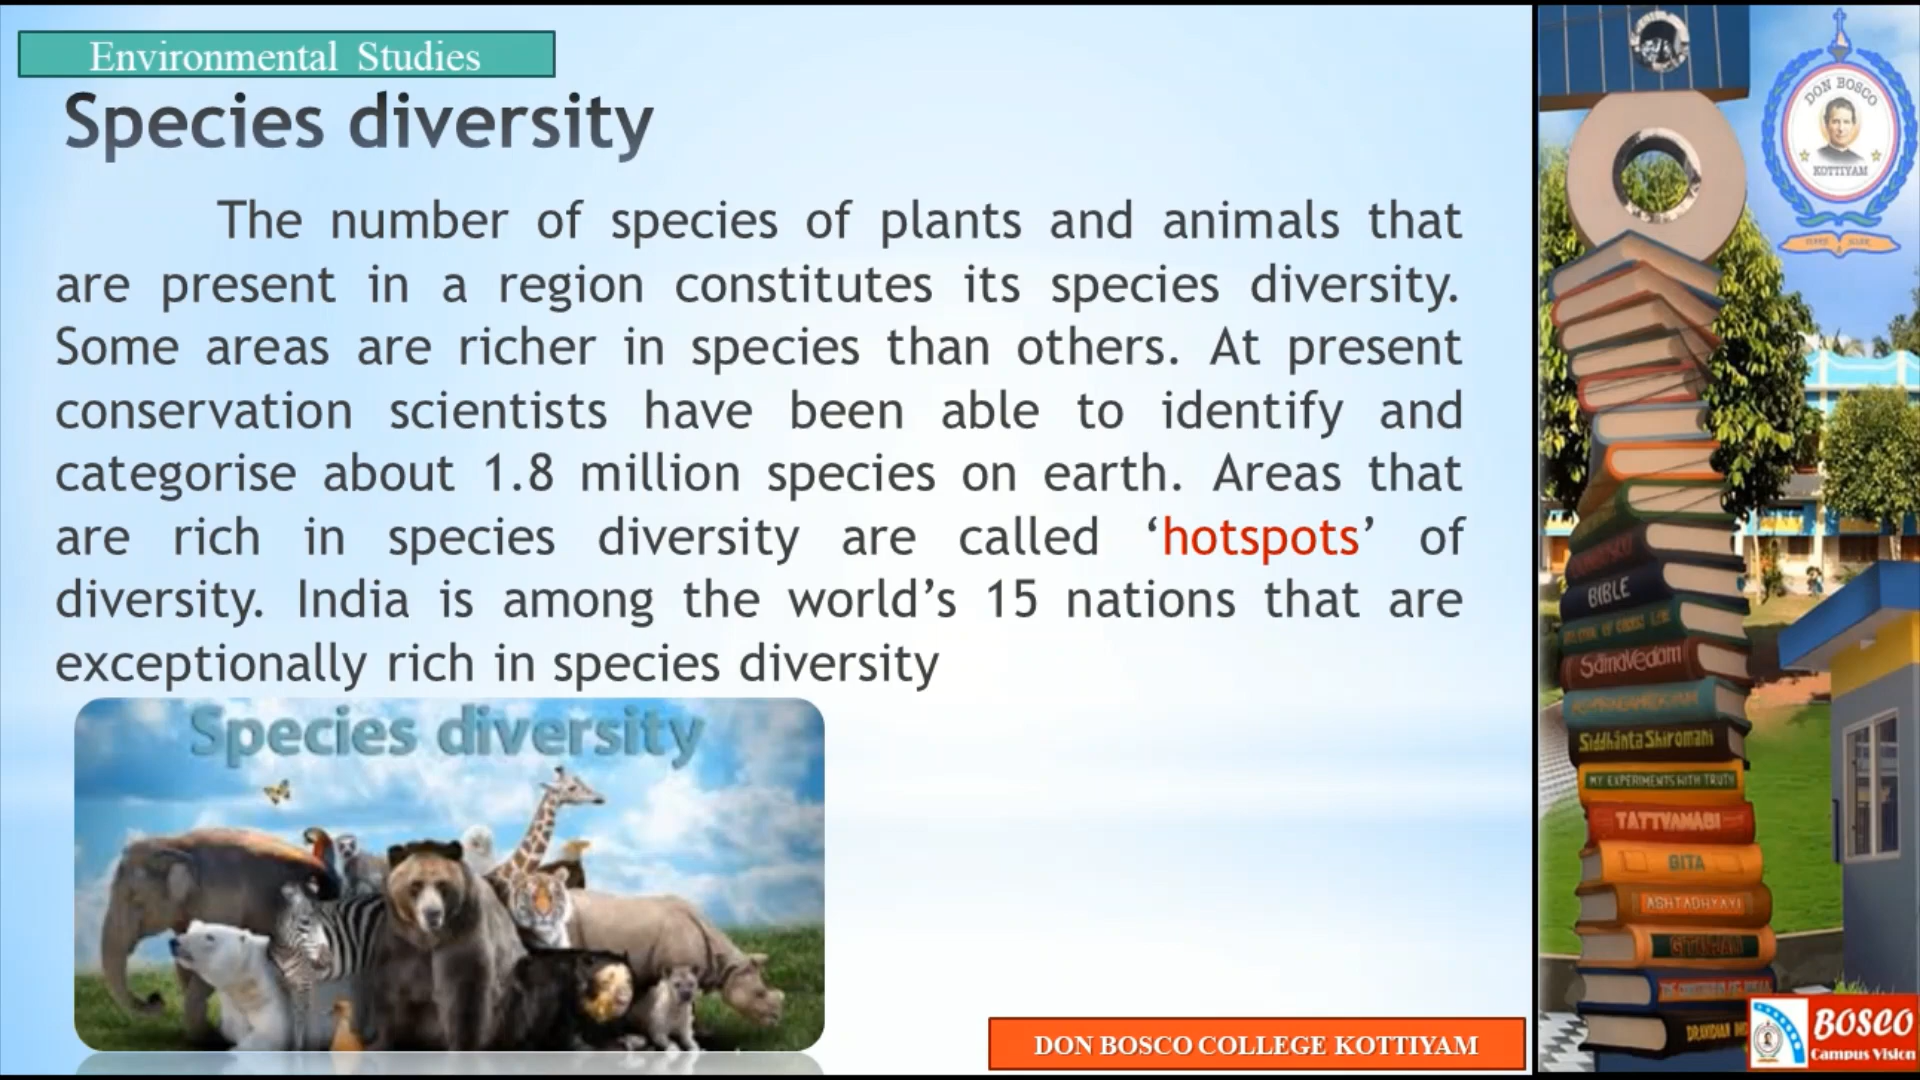 Environmental Studies
Species diversity
The number of species of plants and animals that
are present in a region constitutes its species diversity.
Some areas are richer in species than others. At present
conservation scientists have been able to identify and
categorise about 1.8 million species on earth. Areas that
are rich in species diversity are called ‘hotspots’ of
diversity. India is among the world’s 15 nations that are
exceptionally rich in species diversity
Species diversity
DON BOSCO COLLEGE KOTTIYAM
DON BOSCO
KOTTIYAM
BIBLE
SamaVedam
Siddhanta Shiromani
MY EXPERIMENTS WITH TRUTH
TATTVAMASI
GITA
ASHTADHYAYI
BOSCO
Campus Vision